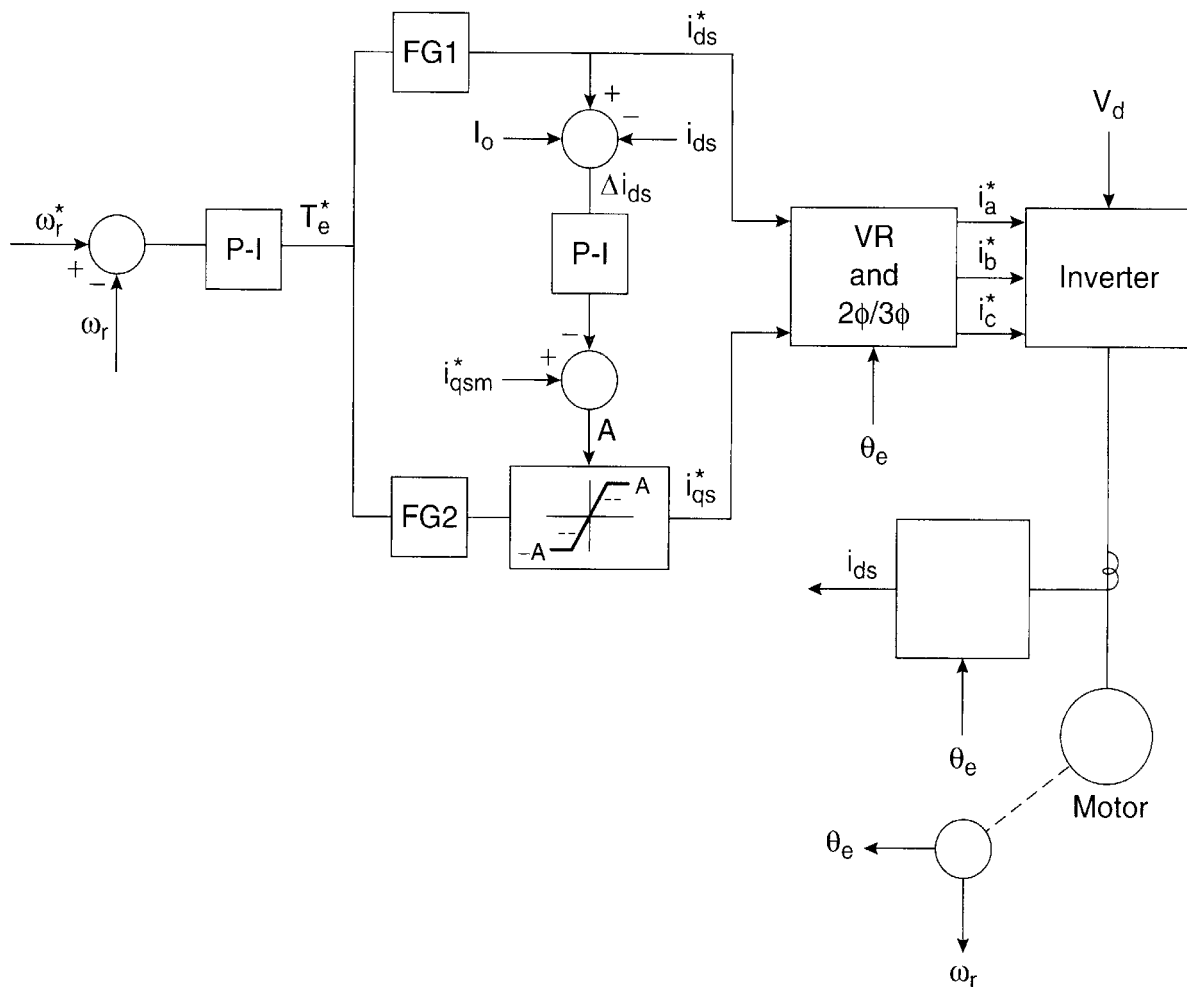 FG1
i*ds
+
−
Io
ids
Δids
Vd
ω*r
+
−
ωr
P-I
T*e
P-I
VR
and
2ϕ/3ϕ
i*a
i*b
i*c
Inverter
−
+
i*qsm
A
θe
FG2
A
−A
i*qs
ids
θe
Motor
θe
ωr